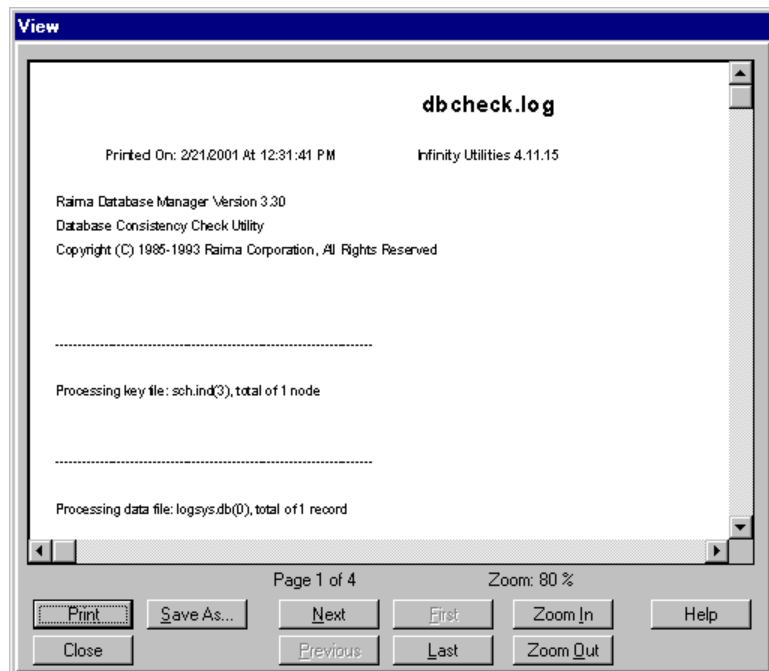 View
dbcheck.log
Printed On: 2/21/2001 At 12:31:41 PM Infinity Utilities 4.11.15
Raima Database Manager Version 3.30
Database Consistency Check Utility
Copyright (C) 1985-1993 Raima Corporation, All Rights Reserved
--------------------------------------------------------------------------
Processing key file: sch.ind(3), total of 1 node
--------------------------------------------------------------------------
Processing data file: logsys.db(0), total of 1 record
Page 1 of 4 Zoom: 80 %
Print Save As... Next First Zoom In Help
Close Previous Last Zoom Out